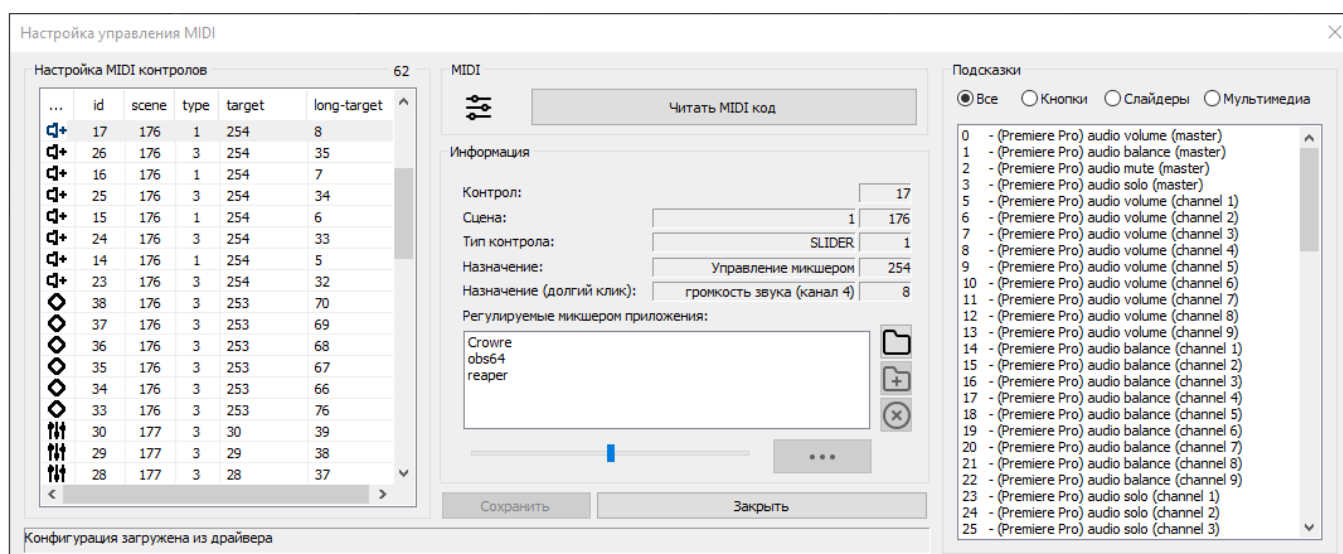 Настройка управления MIDI
Настройка MIDI контролов 62
... id scene type target long-target
17 176 1 254 8
26 176 3 254 35
16 176 1 254 7
25 176 3 254 34
15 176 1 254 6
24 176 3 254 33
14 176 1 254 5
23 176 3 254 32
38 176 3 253 70
37 176 3 253 69
36 176 3 253 68
35 176 3 253 67
34 176 3 253 66
33 176 3 253 76
30 177 3 30 39
29 177 3 29 38
28 177 3 28 37
MIDI
Читать MIDI код
Информация
Контрол: 17
Сцена: 1 176
Тип контрола: SLIDER 1
Назначение: Управление микшером 254
Назначение (долгий клик): громкость звука (канал 4) 8
Регулируемые микшером приложения:
Crowre
obs64
reaper
Сохранить Закрыть
Подсказки
Все Кнопки Слайдеры Мультимедиа
0 - (Premiere Pro) audio volume (master)
1 - (Premiere Pro) audio balance (master)
2 - (Premiere Pro) audio mute (master)
3 - (Premiere Pro) audio solo (master)
5 - (Premiere Pro) audio volume (channel 1)
6 - (Premiere Pro) audio volume (channel 2)
7 - (Premiere Pro) audio volume (channel 3)
8 - (Premiere Pro) audio volume (channel 4)
9 - (Premiere Pro) audio volume (channel 5)
10 - (Premiere Pro) audio volume (channel 6)
11 - (Premiere Pro) audio volume (channel 7)
12 - (Premiere Pro) audio volume (channel 8)
13 - (Premiere Pro) audio volume (channel 9)
14 - (Premiere Pro) audio balance (channel 1)
15 - (Premiere Pro) audio balance (channel 2)
16 - (Premiere Pro) audio balance (channel 3)
17 - (Premiere Pro) audio balance (channel 4)
18 - (Premiere Pro) audio balance (channel 5)
19 - (Premiere Pro) audio balance (channel 6)
20 - (Premiere Pro) audio balance (channel 7)
21 - (Premiere Pro) audio balance (channel 8)
22 - (Premiere Pro) audio balance (channel 9)
23 - (Premiere Pro) audio solo (channel 1)
24 - (Premiere Pro) audio solo (channel 2)
25 - (Premiere Pro) audio solo (channel 3)
Конфигурация загружена из драйвера